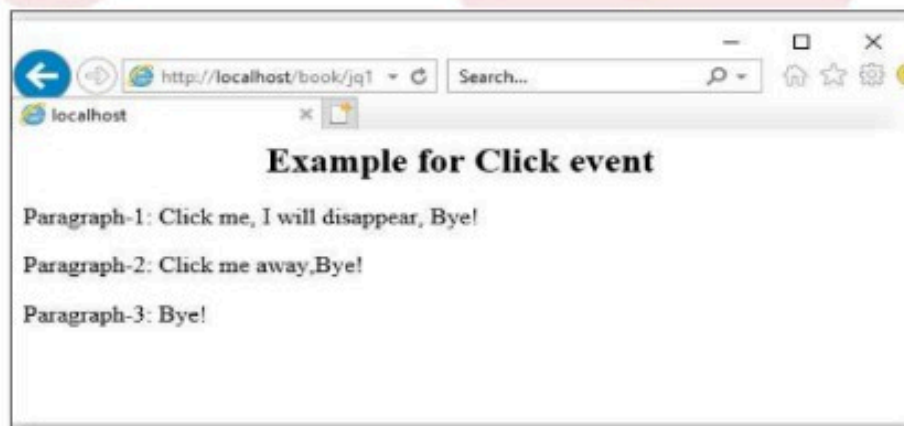 http://localhost/book/jq1
Search...
localhost
Example for Click event
Paragraph-1: Click me, I will disappear, Bye!
Paragraph-2: Click me away,Bye!
Paragraph-3: Bye!